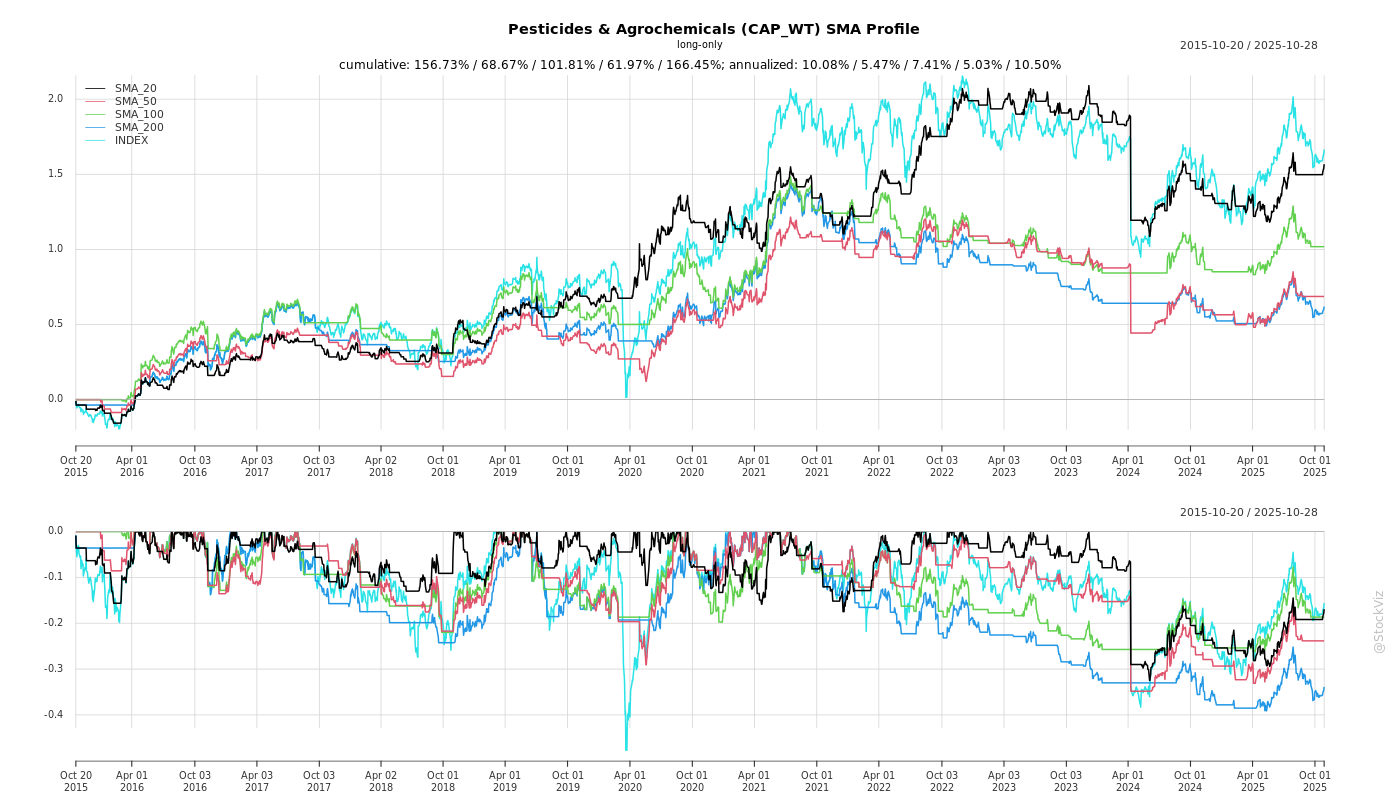 Pesticides & Agrochemicals (CAP_WT) SMA Profile
long-only
2015-10-20 / 2025-10-28
cumulative: 156.73% / 68.67% / 101.81% / 61.97% / 166.45%; annualized: 10.08% / 5.47% / 7.41% / 5.03% / 10.50%
SMA_20
SMA_50
SMA_100
SMA_200
INDEX
2.0
1.5
1.0
0.5
0.0
Oct 20 Apr 01 Oct 03 Apr 03 Oct 03 Apr 02 Oct 01 Apr 01 Oct 01 Apr 01 Oct 01 Apr 01 Oct 01 Apr 01 Oct 03 Apr 03 Oct 03 Apr 01 Oct 01 Apr 01 Oct 01
2015 2016 2016 2017 2017 2018 2018 2019 2019 2020 2020 2021 2021 2022 2022 2023 2023 2024 2024 2025 2025
2015-10-20 / 2025-10-28
0.0
-0.1
-0.2
-0.3
-0.4
Oct 20 Apr 01 Oct 03 Apr 03 Oct 03 Apr 02 Oct 01 Apr 01 Oct 01 Apr 01 Oct 01 Apr 01 Oct 01 Apr 01 Oct 03 Apr 03 Oct 03 Apr 01 Oct 01 Apr 01 Oct 01
2015 2016 2016 2017 2017 2018 2018 2019 2019 2020 2020 2021 2021 2022 2022 2023 2023 2024 2024 2025 2025
@StockViz